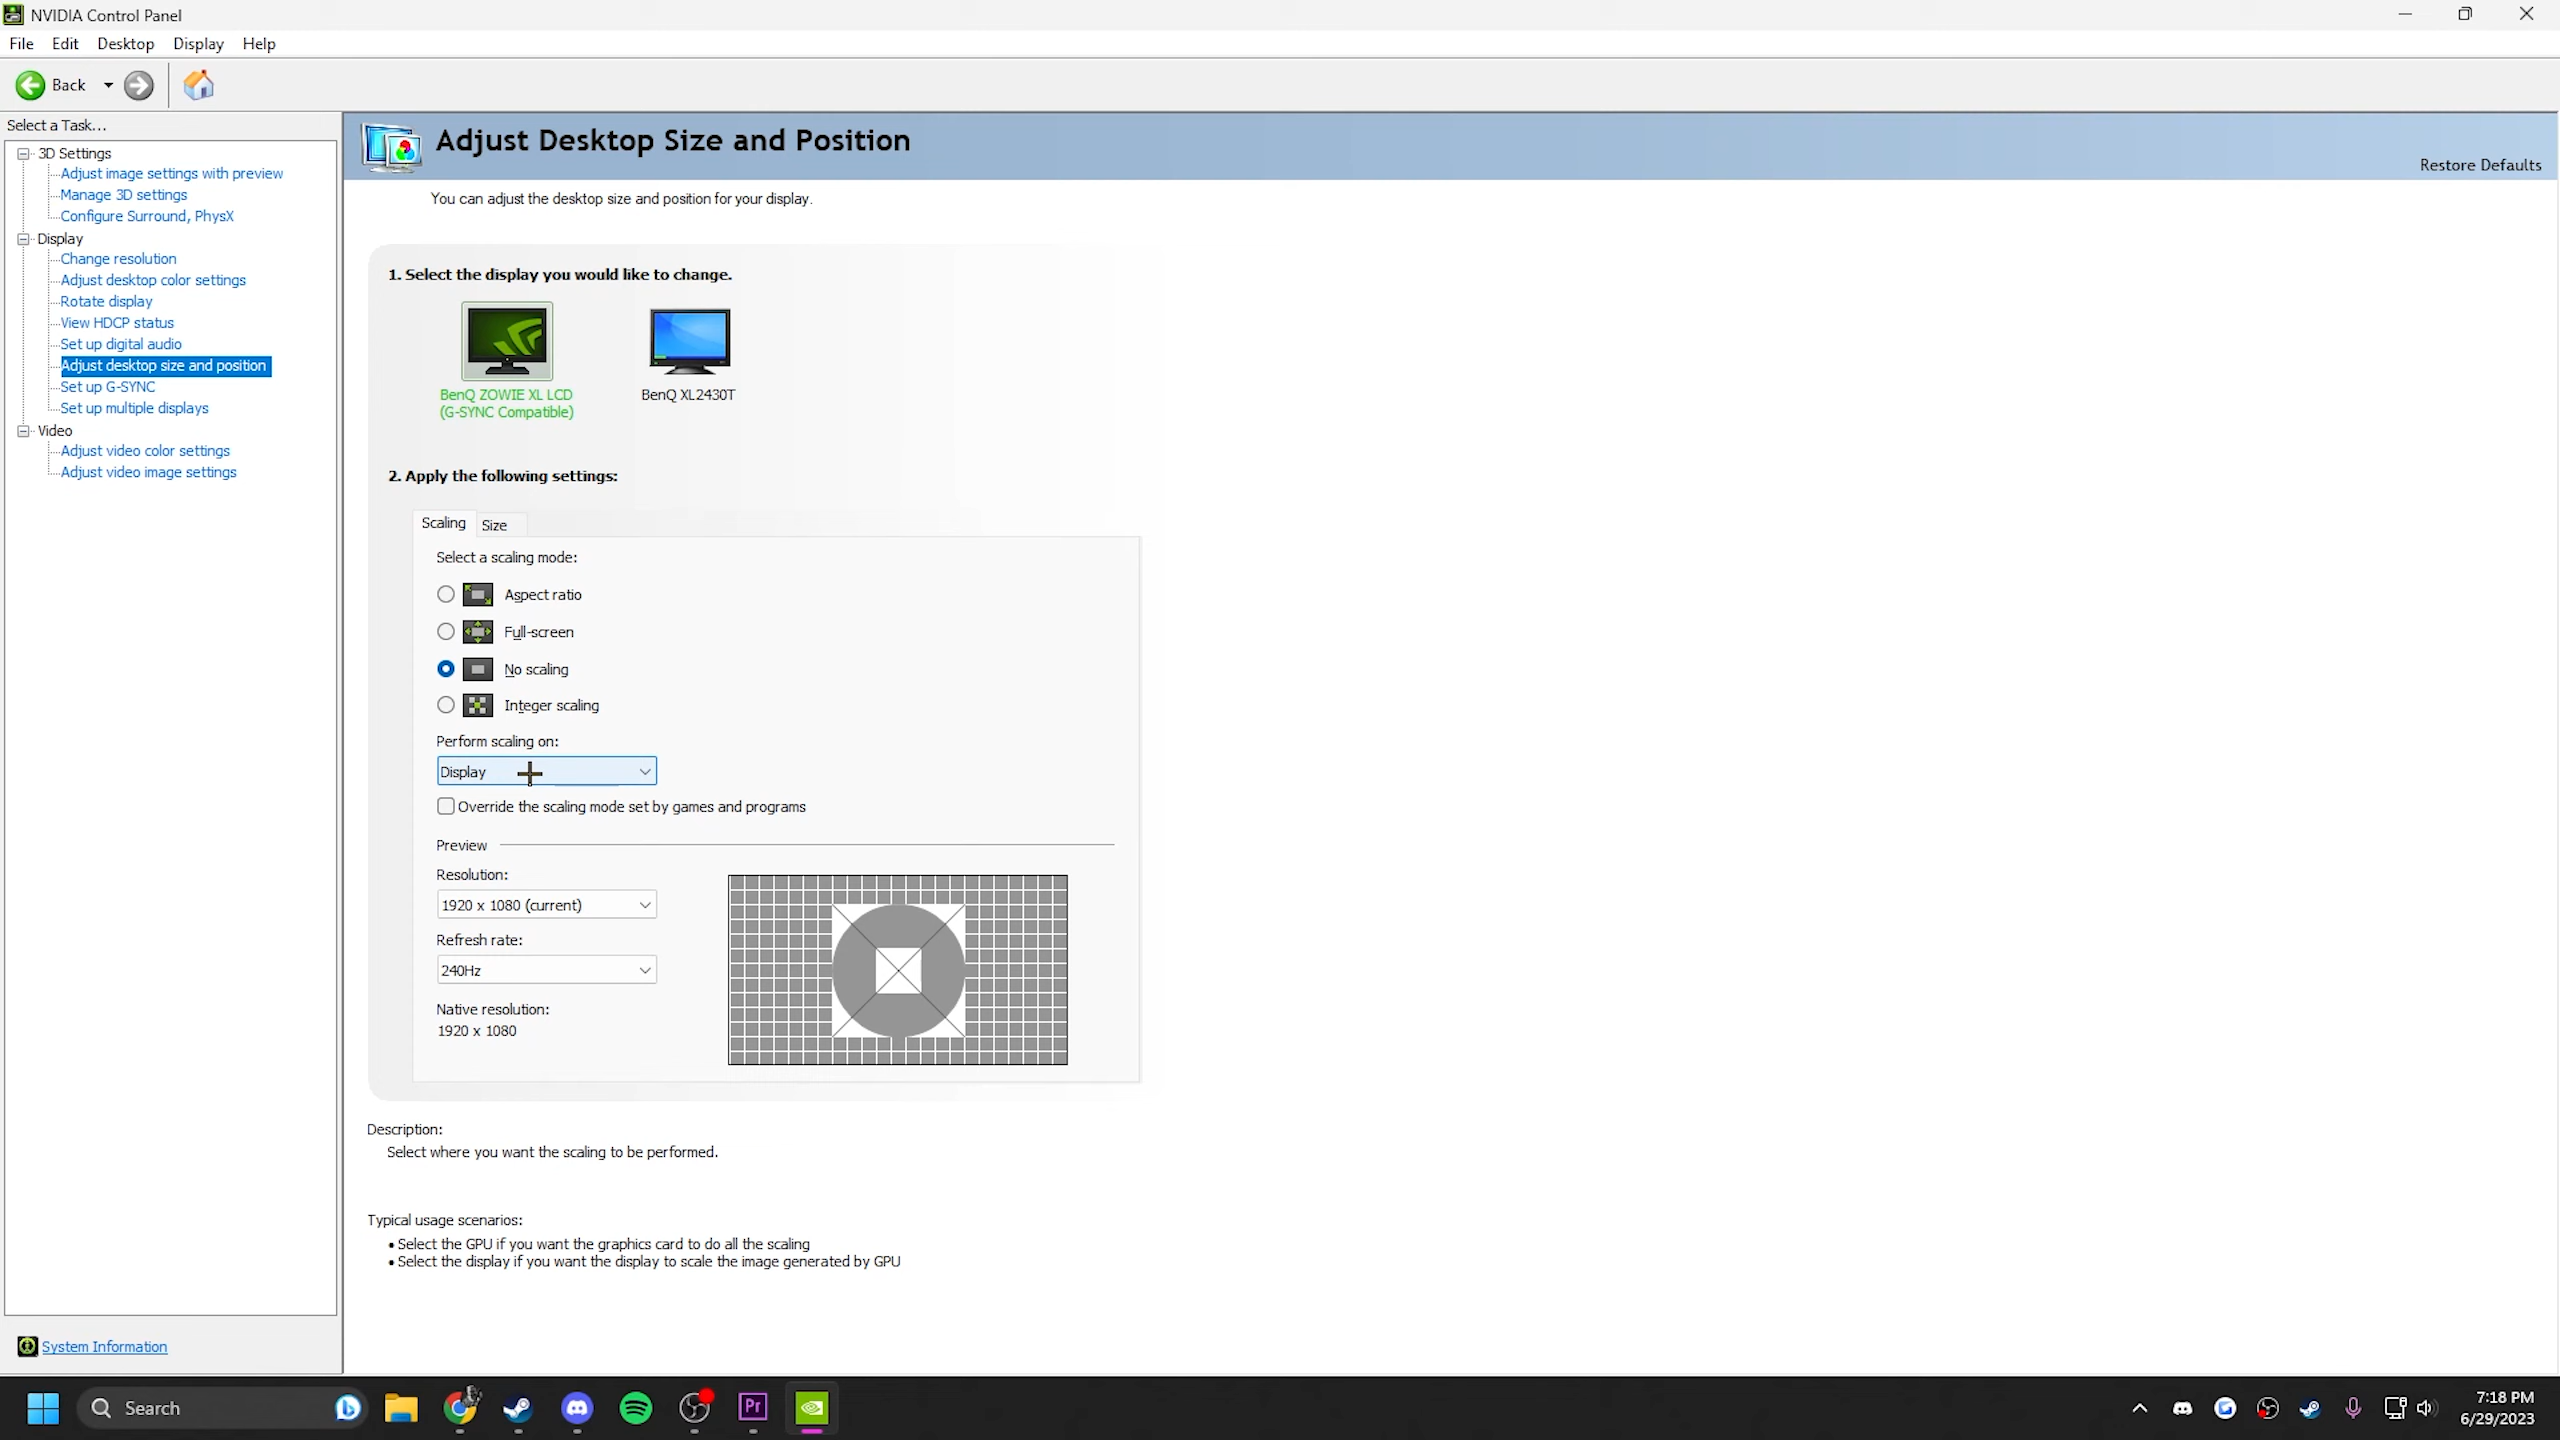 NVIDIA Control Panel
File Edit Desktop Display Help
Back
Select a Task...
3D Settings
Adjust image settings with preview
Manage 3D settings
Configure Surround, PhysX
Display
Change resolution
Adjust desktop color settings
Rotate display
View HDCP status
Set up digital audio
Adjust desktop size and position
Set up G-SYNC
Set up multiple displays
Video
Adjust video color settings
Adjust video image settings
System Information
Adjust Desktop Size and Position
Restore Defaults
You can adjust the desktop size and position for your display.
1. Select the display you would like to change.
BenQ ZOWIE XL LCD
(G-SYNC Compatible)
BenQ XL2430T
2. Apply the following settings:
Scaling Size
Select a scaling mode:
Aspect ratio
Full-screen
No scaling
Integer scaling
Perform scaling on:
Display
Override the scaling mode set by games and programs
Preview
Resolution:
1920 x 1080 (current)
Refresh rate:
240Hz
Native resolution:
1920 x 1080
Description:
Select where you want the scaling to be performed.
Typical usage scenarios:
• Select the GPU if you want the graphics card to do all the scaling
• Select the display if you want the display to scale the image generated by GPU
Search
Pr
7:18 PM
6/29/2023